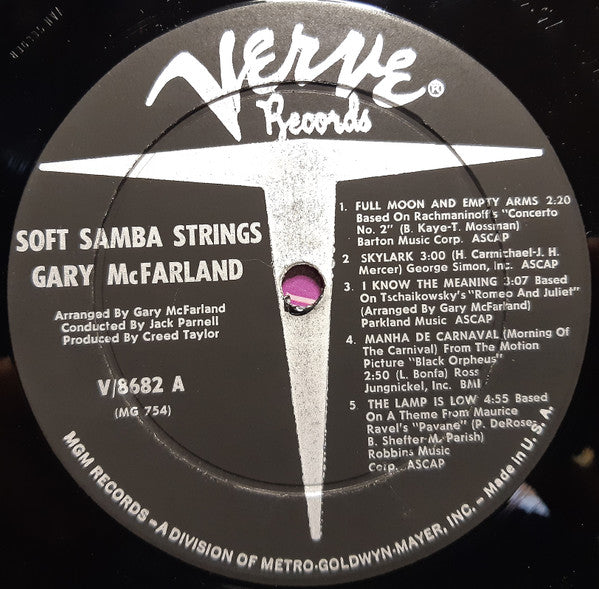 Verve®
Records
SOFT SAMBA STRINGS
GARY McFARLAND
Arranged By Gary McFarland
Conducted By Jack Parnell
Produced By Creed Taylor
V/8682 A
(MG 754)
1. FULL MOON AND EMPTY ARMS 2:20
Based On Rachmaninoff's "Concerto
No. 2" (B. Kaye-T. Mossman)
Barton Music Corp. ASCAP
2 SKYLARK 3:00 (H. Carmichael-J. H.
Mercer) George Simon, Inc. ASCAP
3. I KNOW THE MEANING 3:07 Based
On Tschaikowsky's "Romeo And Juliet"
(Arranged By Gary McFarland)
Parkland Music ASCAP
4. MANHA DE CARNAVAL (Morning Of
The Carnival) From The Motion
Picture "Black Orpheus"
2:50 (L. Bonfa) Ross
Jungnickel, Inc. BMI
5 THE LAMP IS LOW 4:55 Based
On A Theme From Maurice
Ravel's "Pavane" (P. DeRose-
B. Shefter-M. Parish)
Robbins Music
Corp. ASCAP
MGM RECORDS – A DIVISION OF METRO-GOLDWYN-MAYER, INC. – Made in U. S. A.